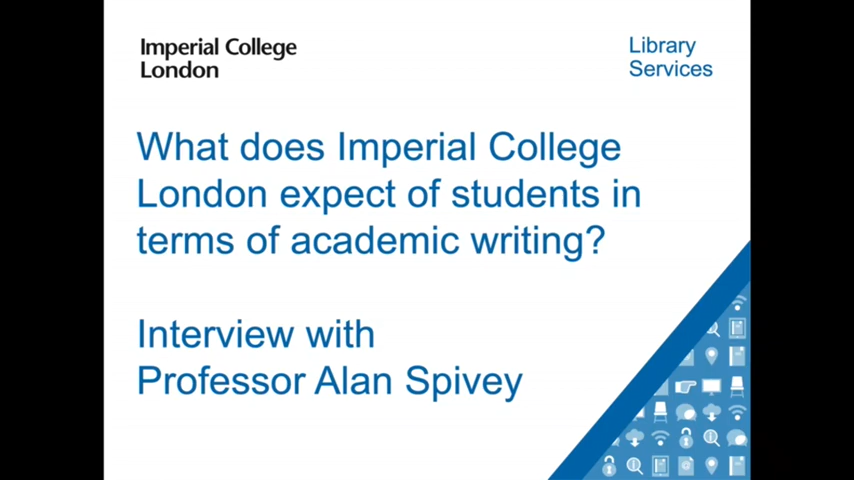 Imperial College
London
Library
Services
What does Imperial College
London expect of students in
terms of academic writing?
Interview with
Professor Alan Spivey